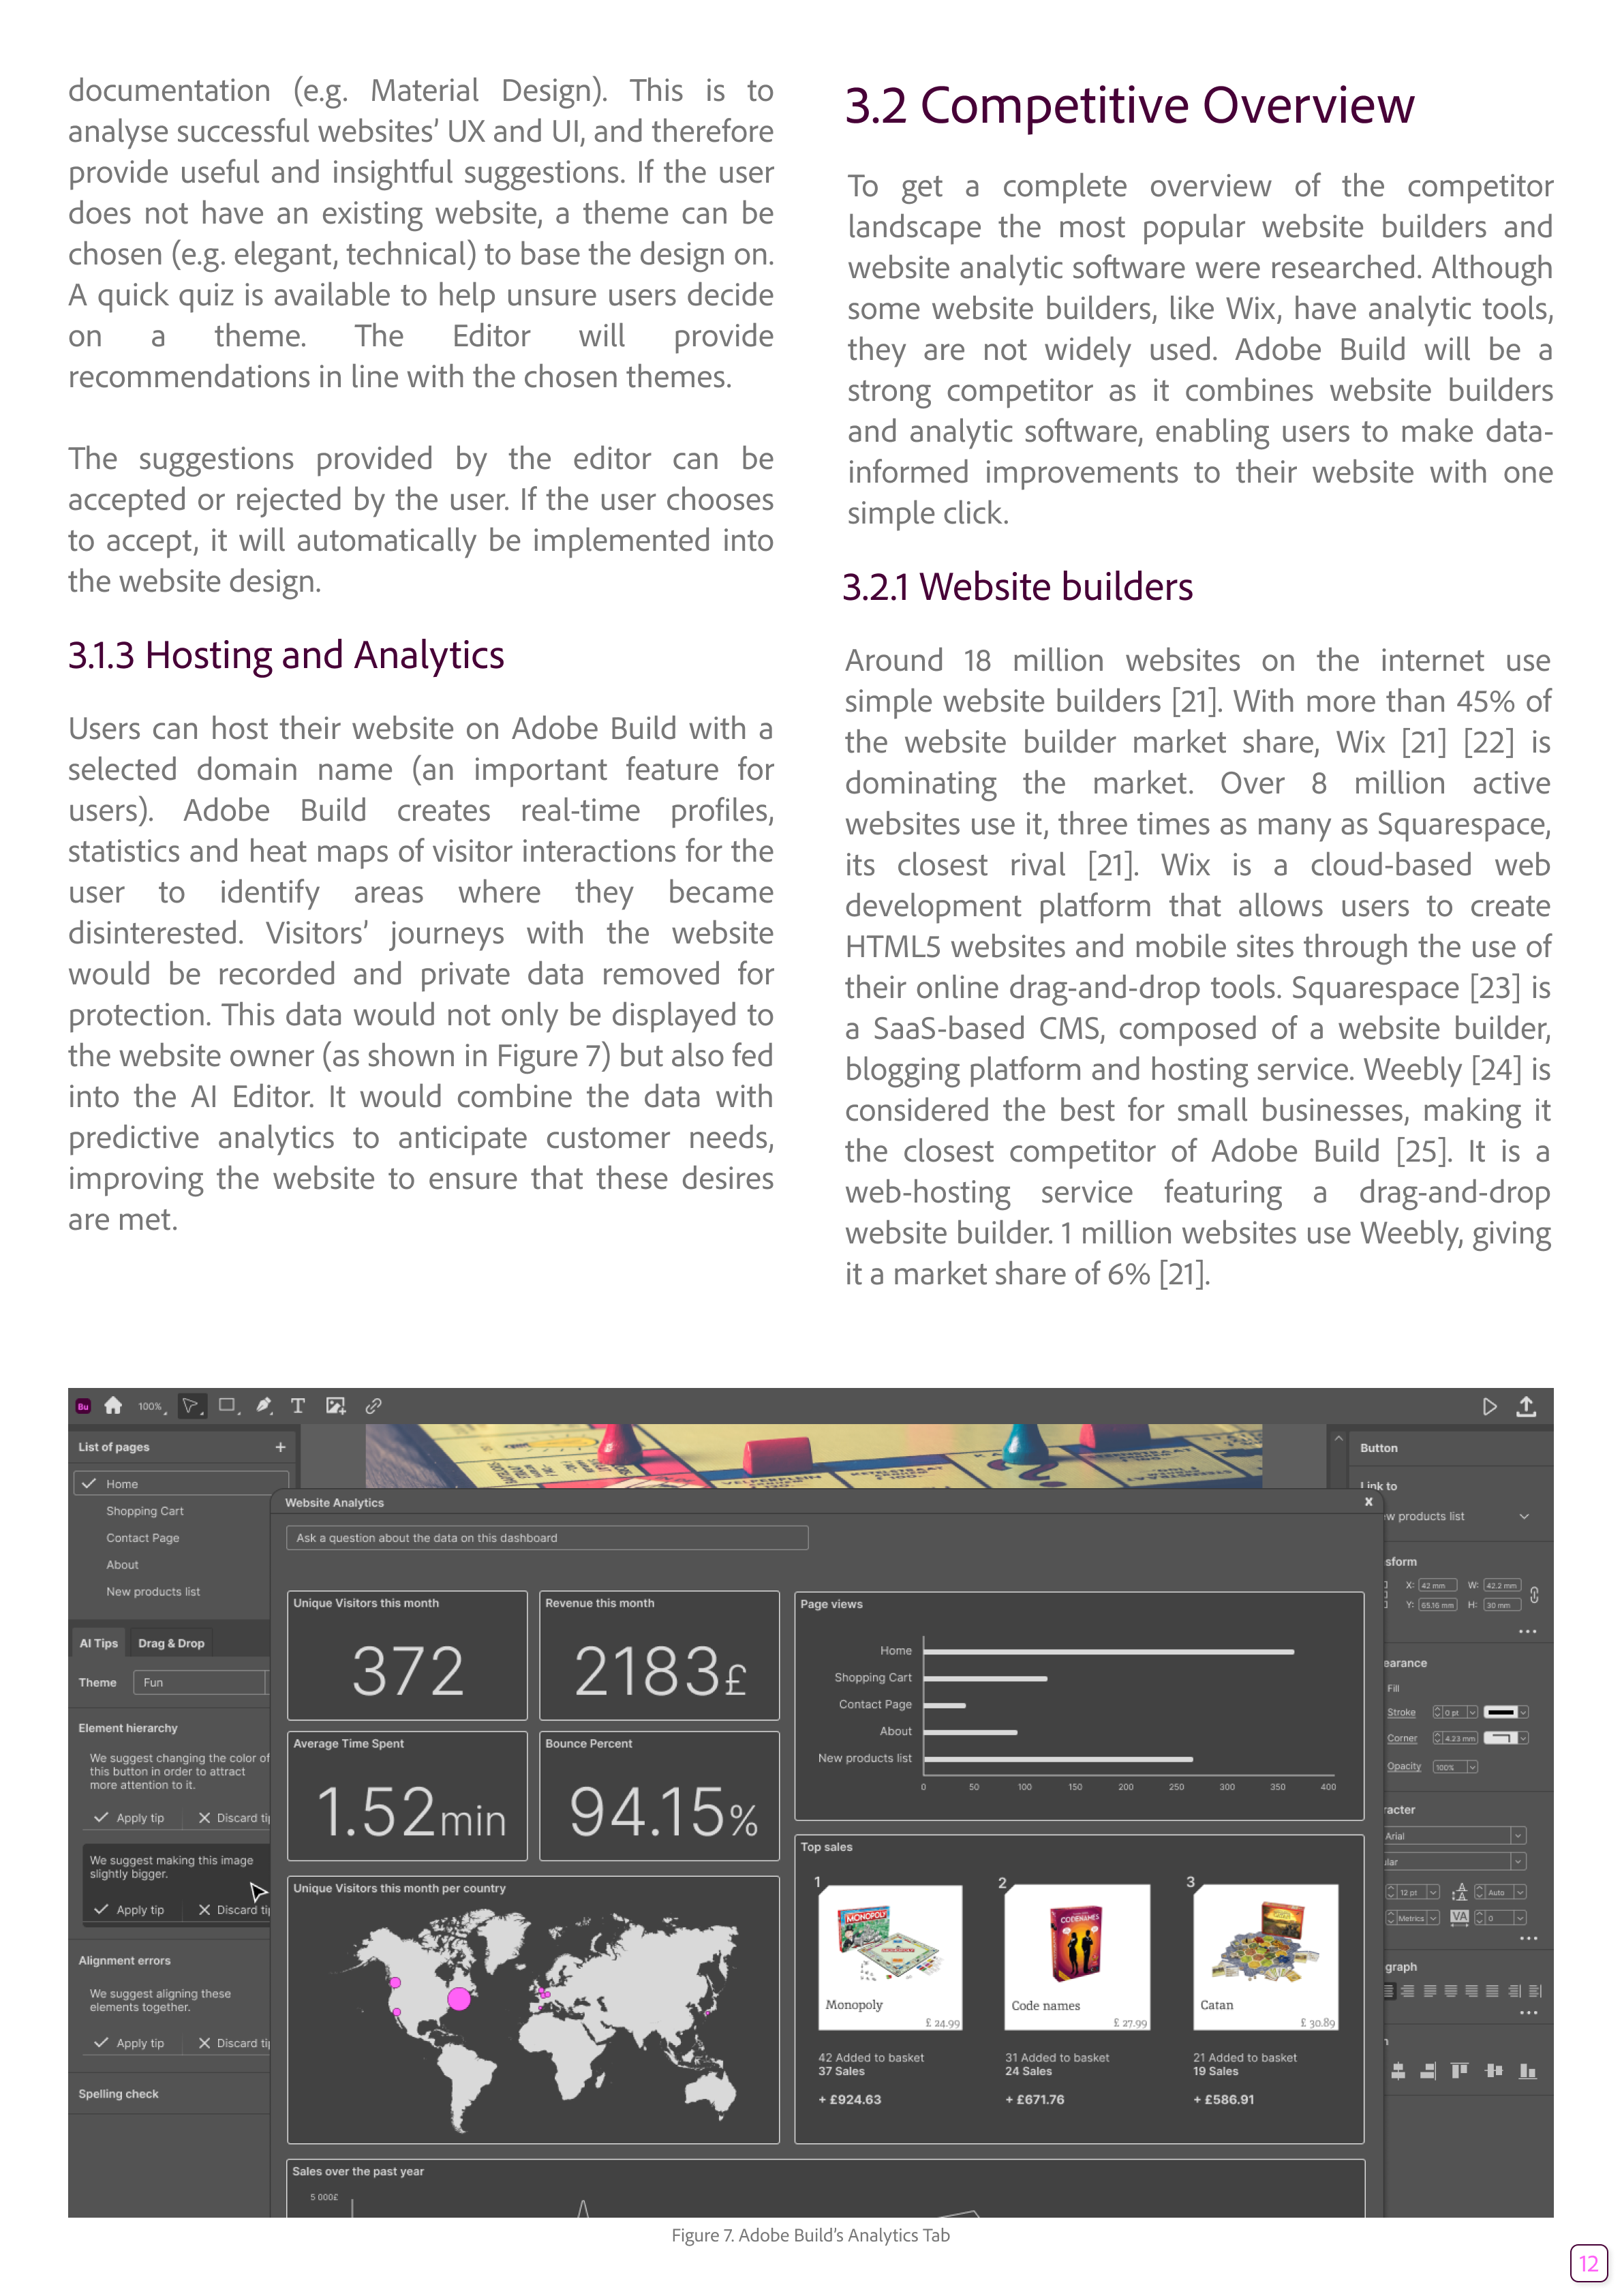 documentation (e.g. Material Design). This is to
analyse successful websites’ UX and UI, and therefore
provide useful and insightful suggestions. If the user
does not have an existing website, a theme can be
chosen (e.g. elegant, technical) to base the design on.
A quick quiz is available to help unsure users decide
on a theme. The Editor will provide
recommendations in line with the chosen themes.
The suggestions provided by the editor can be
accepted or rejected by the user. If the user chooses
to accept, it will automatically be implemented into
the website design.
3.1.3 Hosting and Analytics
Users can host their website on Adobe Build with a
selected domain name (an important feature for
users). Adobe Build creates real-time profiles,
statistics and heat maps of visitor interactions for the
user to identify areas where they became
disinterested. Visitors’ journeys with the website
would be recorded and private data removed for
protection. This data would not only be displayed to
the website owner (as shown in Figure 7) but also fed
into the AI Editor. It would combine the data with
predictive analytics to anticipate customer needs,
improving the website to ensure that these desires
are met.
3.2 Competitive Overview
To get a complete overview of the competitor
landscape the most popular website builders and
website analytic software were researched. Although
some website builders, like Wix, have analytic tools,
they are not widely used. Adobe Build will be a
strong competitor as it combines website builders
and analytic software, enabling users to make data-
informed improvements to their website with one
simple click.
3.2.1 Website builders
Around 18 million websites on the internet use
simple website builders [21]. With more than 45% of
the website builder market share, Wix [21] [22] is
dominating the market. Over 8 million active
websites use it, three times as many as Squarespace,
its closest rival [21]. Wix is a cloud-based web
development platform that allows users to create
HTML5 websites and mobile sites through the use of
their online drag-and-drop tools. Squarespace [23] is
a SaaS-based CMS, composed of a website builder,
blogging platform and hosting service. Weebly [24] is
considered the best for small businesses, making it
the closest competitor of Adobe Build [25]. It is a
web-hosting service featuring a drag-and-drop
website builder. 1 million websites use Weebly, giving
it a market share of 6% [21].
Bu 100% T
List of pages +
Home
Shopping Cart
Contact Page
About
New products list
AI Tips Drag & Drop
Theme Fun
Element hierarchy
We suggest changing the color of
this button in order to attract
more attention to it.
Apply tip Discard ti
We suggest making this image
slightly bigger.
Apply tip Discard ti
Alignment errors
We suggest aligning these
elements together.
Apply tip Discard ti
Spelling check
Website Analytics x
Ask a question about the data on this dashboard
Unique Visitors this month
372
Revenue this month
2183£
Average Time Spent
1.52min
Bounce Percent
94.15%
Page views
Home
Shopping Cart
Contact Page
About
New products list
0 50 100 150 200 250 300 350 400
Unique Visitors this month per country
Top sales
1 2 3
MONOPOLY
CODENAMES
Monopoly
£ 24.99
Code names
£ 27.99
Catan
£ 30.89
42 Added to basket
37 Sales
+ £924.63
31 Added to basket
24 Sales
+ £671.76
21 Added to basket
19 Sales
+ £586.91
Sales over the past year
5 000£
Button
Link to
w products list
sform
X: 42 mm W: 42.2 mm
Y: 65.16 mm H: 30 mm
earance
Fill
Stroke 0 pt
Corner 4.23 mm
Opacity 100%
racter
Arial
ular
12 pt Auto
Metrics VA 0
graph
Figure 7. Adobe Build’s Analytics Tab
12